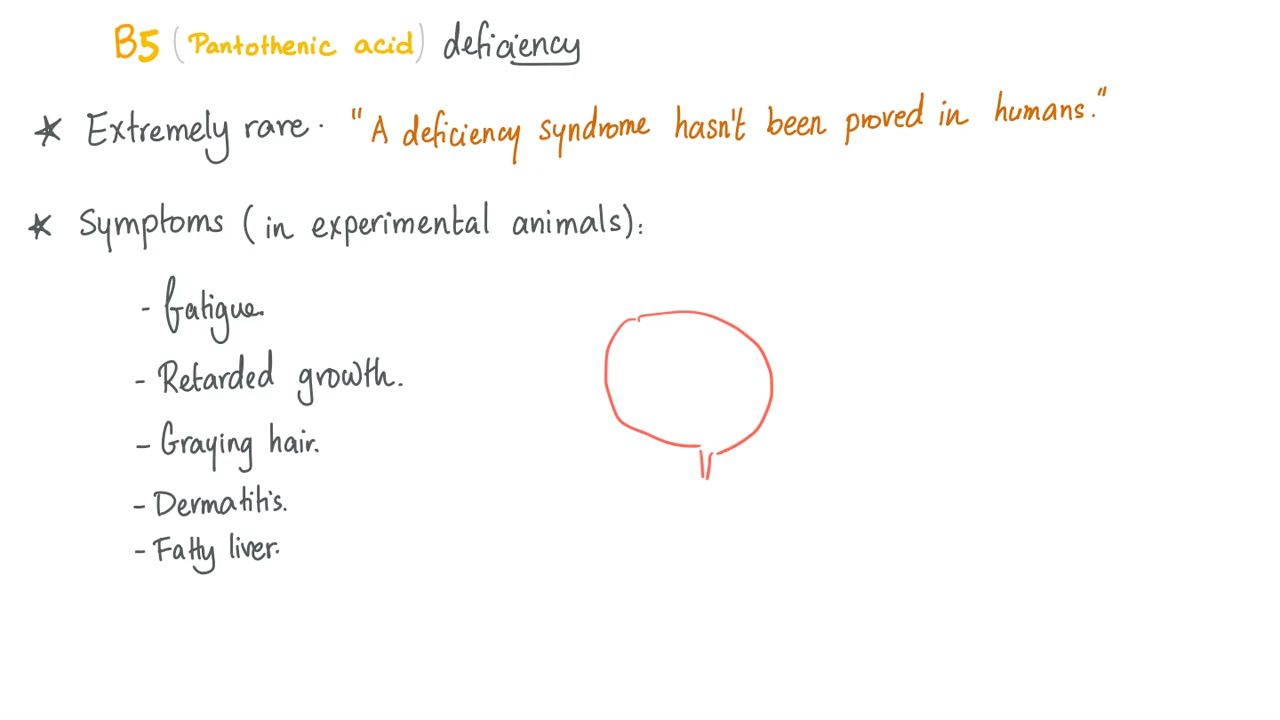 B5 (Pantothenic acid) deficiency
* Extremely rare. "A deficiency syndrome hasn't been proved in humans."
* Symptoms (in experimental animals):
- fatigue.
- Retarded growth.
- Graying hair.
- Dermatitis.
- Fatty liver.